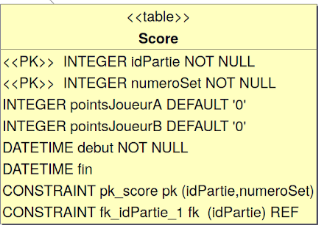 <<table>>
Score
<<PK>> INTEGER idPartie NOT NULL
<<PK>> INTEGER numeroSet NOT NULL
INTEGER pointsJoueurA DEFAULT '0'
INTEGER pointsJoueurB DEFAULT '0'
DATETIME debut NOT NULL
DATETIME fin
CONSTRAINT pk_score pk (idPartie,numeroSet)
CONSTRAINT fk_idPartie_1 fk (idPartie) REF